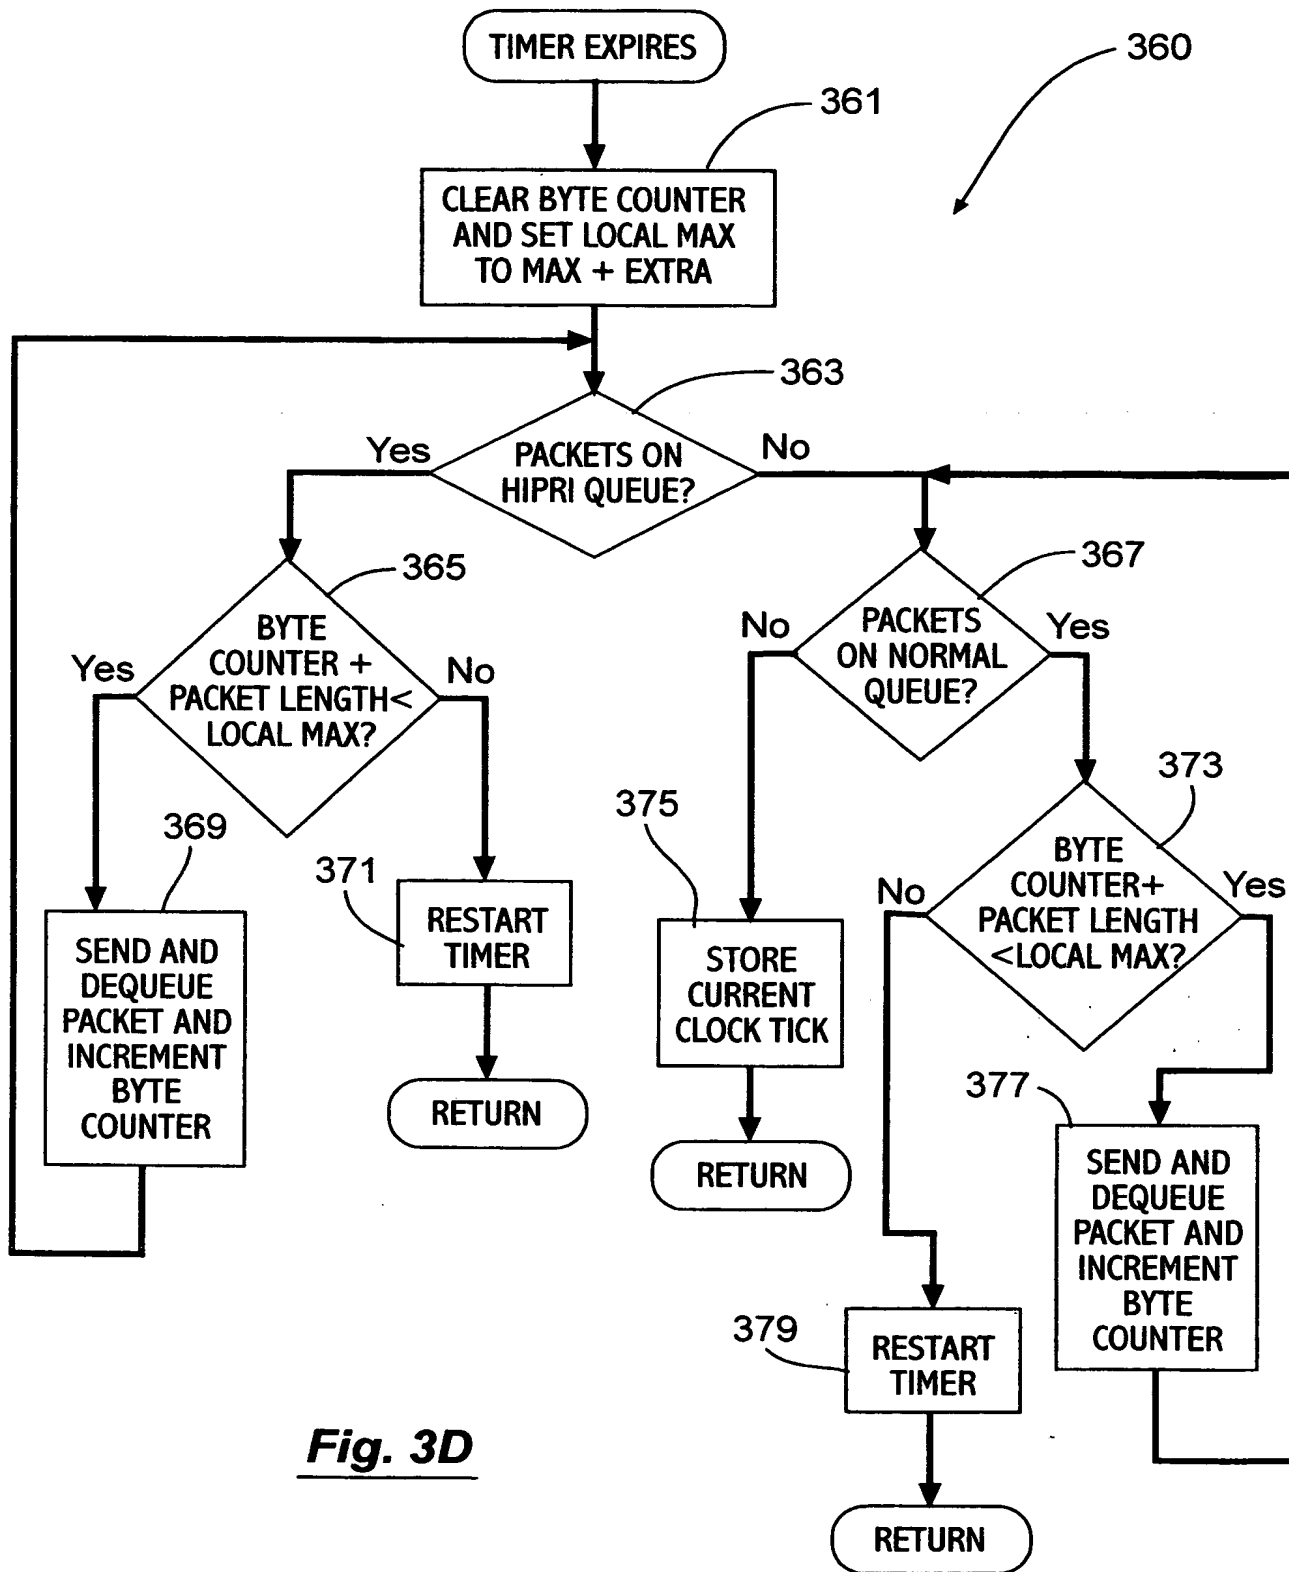 TIMER EXPIRES
360
361
CLEAR BYTE COUNTER
AND SET LOCAL MAX
TO MAX + EXTRA
363
Yes
PACKETS ON
HIPRI QUEUE?
No
365
BYTE
COUNTER +
PACKET LENGTH<
LOCAL MAX?
Yes
No
367
PACKETS
ON NORMAL
QUEUE?
No
Yes
369
SEND AND
DEQUEUE
PACKET AND
INCREMENT
BYTE
COUNTER
371
RESTART
TIMER
RETURN
375
STORE
CURRENT
CLOCK TICK
RETURN
373
BYTE
COUNTER+
PACKET LENGTH
<LOCAL MAX?
No
Yes
377
SEND AND
DEQUEUE
PACKET AND
INCREMENT
BYTE
COUNTER
379
RESTART
TIMER
RETURN
Fig. 3D